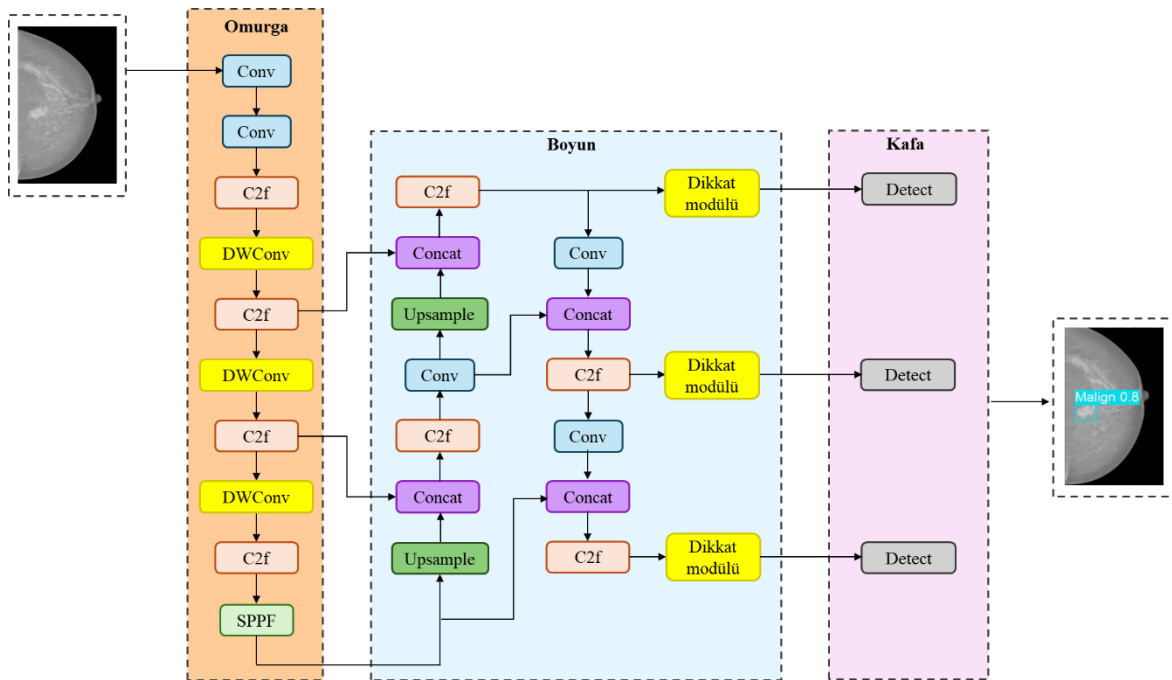 Omurga
Conv
Conv
C2f
DWConv
C2f
DWConv
C2f
DWConv
C2f
SPPF
Boyun
C2f
Concat
Upsample
Conv
C2f
Concat
Upsample
Conv
Concat
C2f
Conv
Concat
C2f
Dikkat
modülü
Dikkat
modülü
Dikkat
modülü
Kafa
Detect
Detect
Detect
Malign 0.8